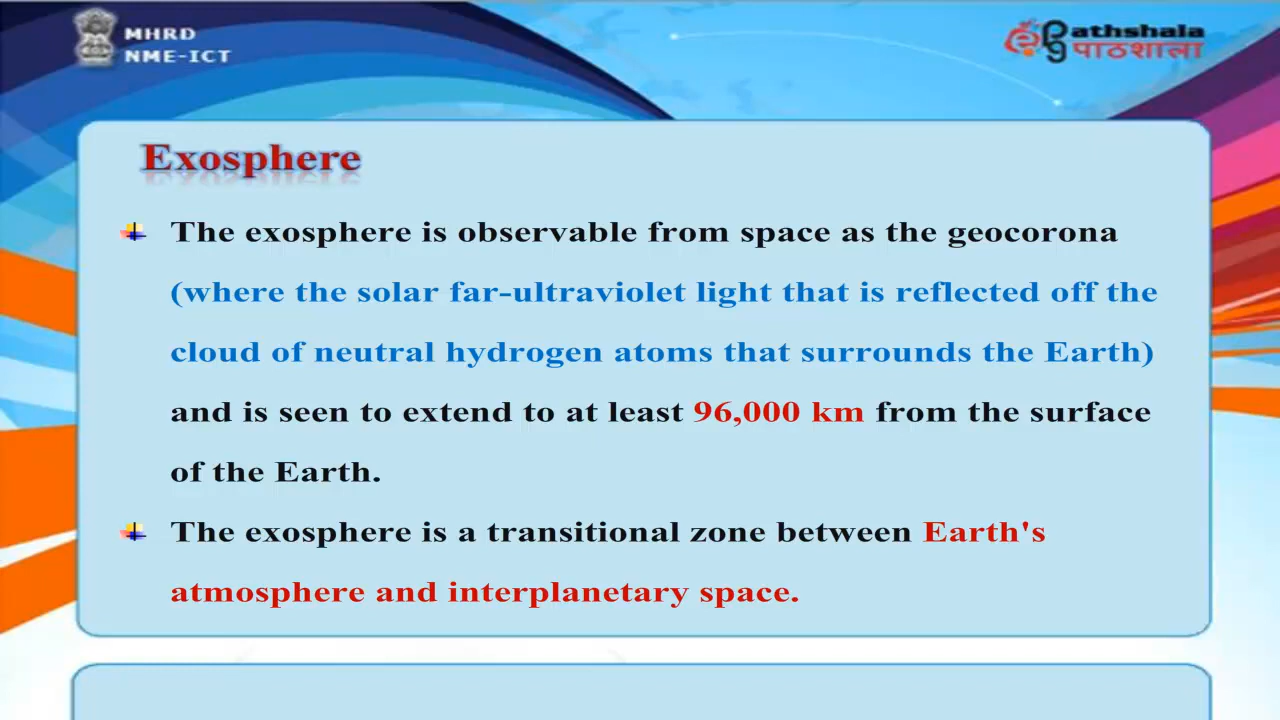 MHRD
NME-ICT
athshala
पाठशाला
Exosphere
The exosphere is observable from space as the geocorona
(where the solar far-ultraviolet light that is reflected off the
cloud of neutral hydrogen atoms that surrounds the Earth)
and is seen to extend to at least 96,000 km from the surface
of the Earth.
The exosphere is a transitional zone between Earth's
atmosphere and interplanetary space.